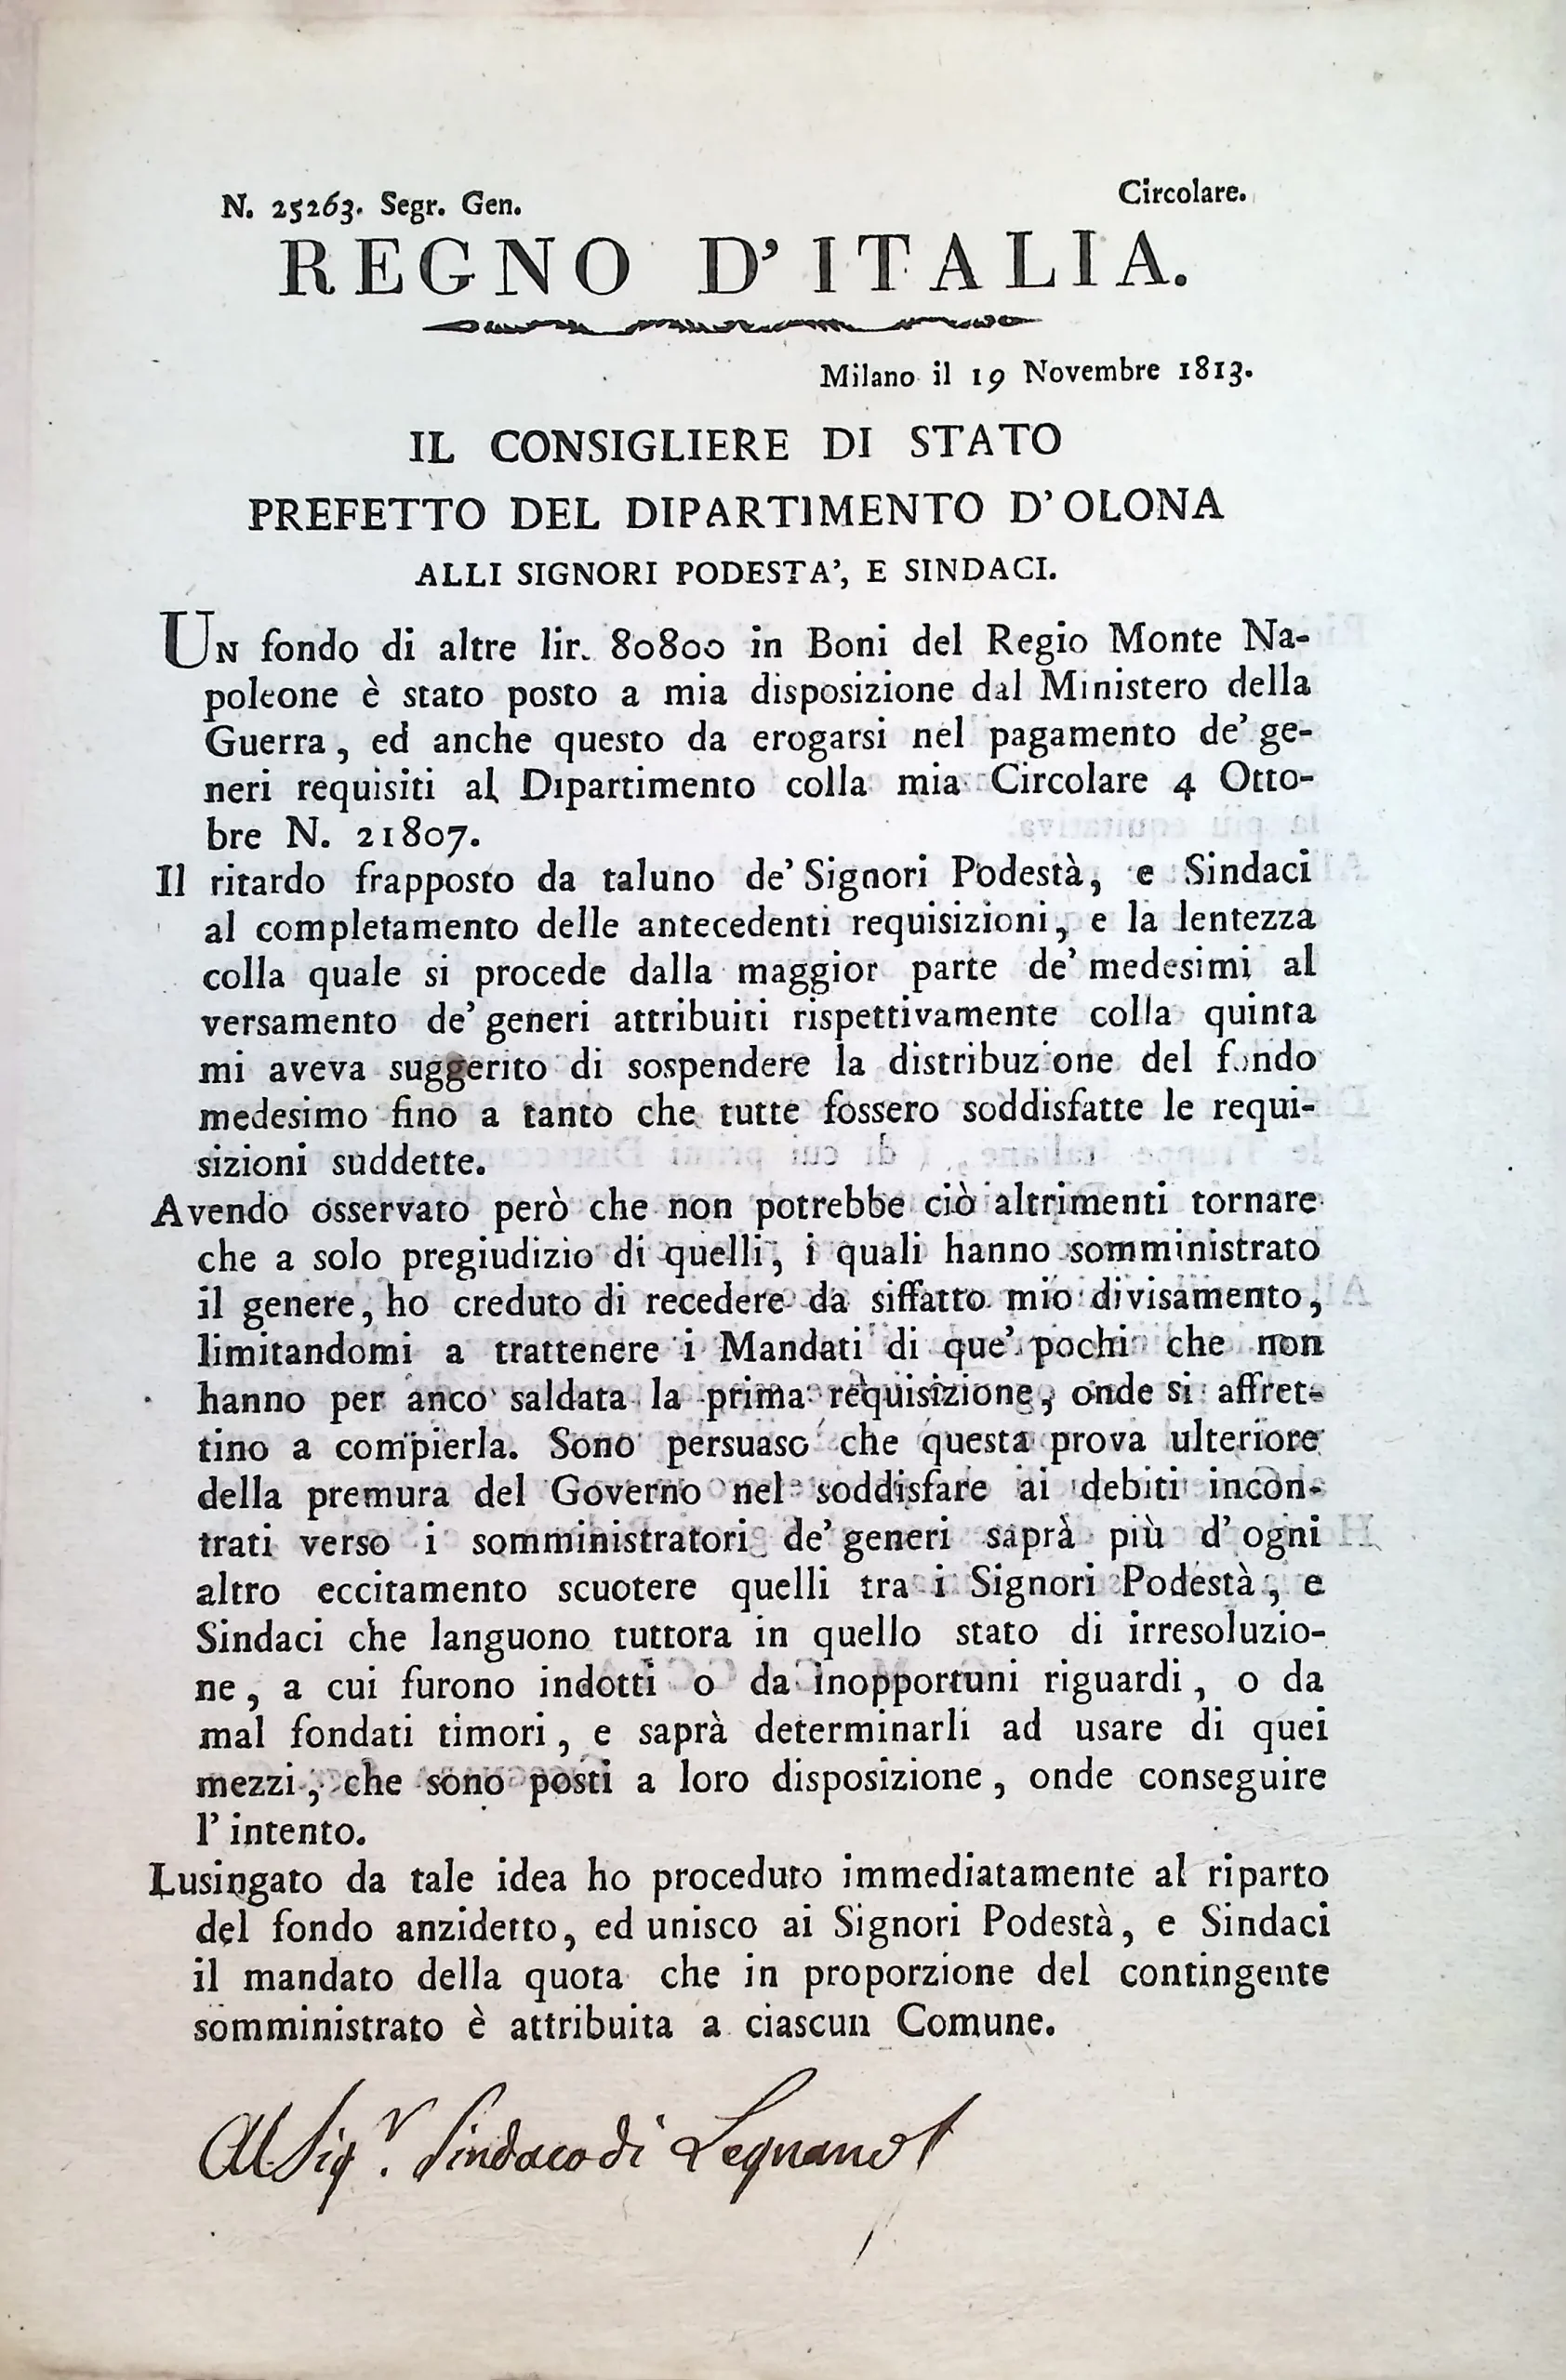 N. 25263. Segr. Gen.
Circolare.
REGNO D'ITALIA.
Milano il 19 Novembre 1813.
IL CONSIGLIERE DI STATO
PREFETTO DEL DIPARTIMENTO D'OLONA
ALLI SIGNORI PODESTA', E SINDACI.
UN fondo di altre lir. 80800 in Boni del Regio Monte Na-
poleone è stato posto a mia disposizione dal Ministero della
Guerra, ed anche questo da erogarsi nel pagamento de' ge-
neri requisiti al Dipartimento colla mia Circolare 4 Otto-
bre N. 21807.
Il ritardo frapposto da taluno de' Signori Podestà, e Sindaci
al completamento delle antecedenti requisizioni, e la lentezza
colla quale si procede dalla maggior parte de' medesimi al
versamento de' generi attribuiti rispettivamente colla quinta
mi aveva suggerito di sospendere la distribuzione del fondo
medesimo fino a tanto che tutte fossero soddisfatte le requi-
sizioni suddette.
Avendo osservato però che non potrebbe ciò altrimenti tornare
che a solo pregiudizio di quelli, i quali hanno somministrato
il genere, ho creduto di recedere da siffatto mio divisamento,
limitandomi a trattenere i Mandati di que' pochi che non
hanno per anco saldata la prima requisizione, onde si affret-
tino a compierla. Sono persuaso che questa prova ulteriore
della premura del Governo nel soddisfare ai debiti incon-
trati verso i somministratori de' generi saprà più d' ogni
altro eccitamento scuotere quelli tra i Signori Podestà, e
Sindaci che languono tuttora in quello stato di irresoluzio-
ne, a cui furono indotti o da inopportuni riguardi, o da
mal fondati timori, e saprà determinarli ad usare di quei
mezzi, che sono posti a loro disposizione, onde conseguire
l' intento.
Lusingato da tale idea ho proceduto immediatamente al riparto
del fondo anzidetto, ed unisco ai Signori Podestà, e Sindaci
il mandato della quota che in proporzione del contingente
somministrato è attribuita a ciascun Comune.
Al Sig.r Sindaco di Legnano